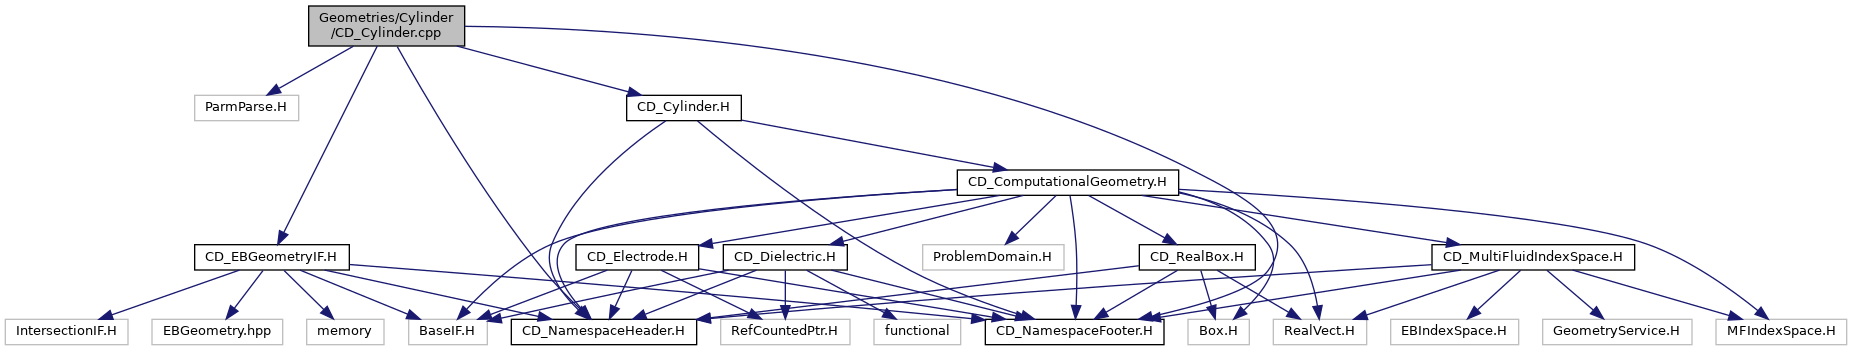 Geometries/Cylinder
/CD_Cylinder.cpp
ParmParse.H
CD_Cylinder.H
CD_ComputationalGeometry.H
CD_EBGeometryIF.H
CD_Electrode.H
CD_Dielectric.H
ProblemDomain.H
CD_RealBox.H
CD_MultiFluidIndexSpace.H
IntersectionIF.H
EBGeometry.hpp
memory
BaseIF.H
CD_NamespaceHeader.H
RefCountedPtr.H
functional
CD_NamespaceFooter.H
Box.H
RealVect.H
EBIndexSpace.H
GeometryService.H
MFIndexSpace.H